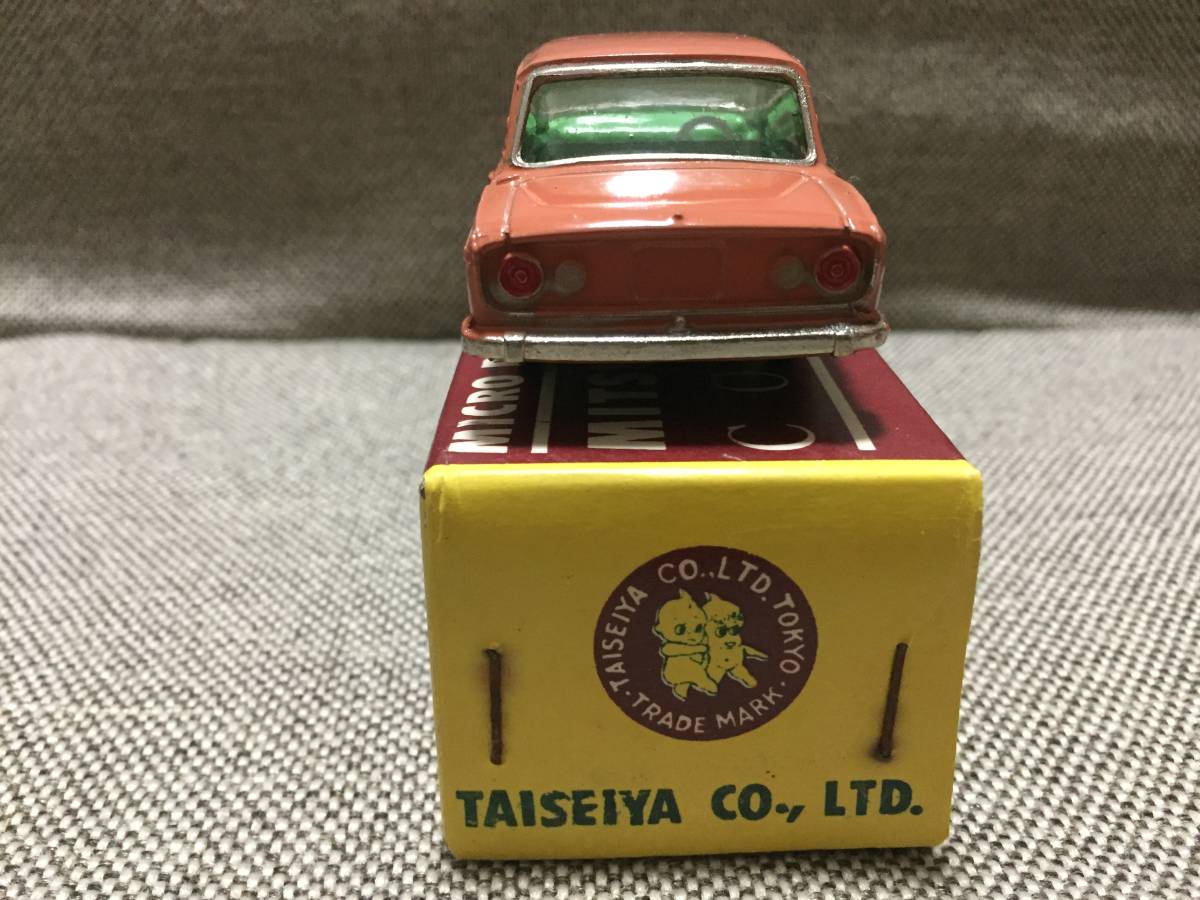 MICRO
MITS
C
TAISEIYA CO.,LTD. TOKYO.
TRADE MARK.
TAISEIYA CO., LTD.